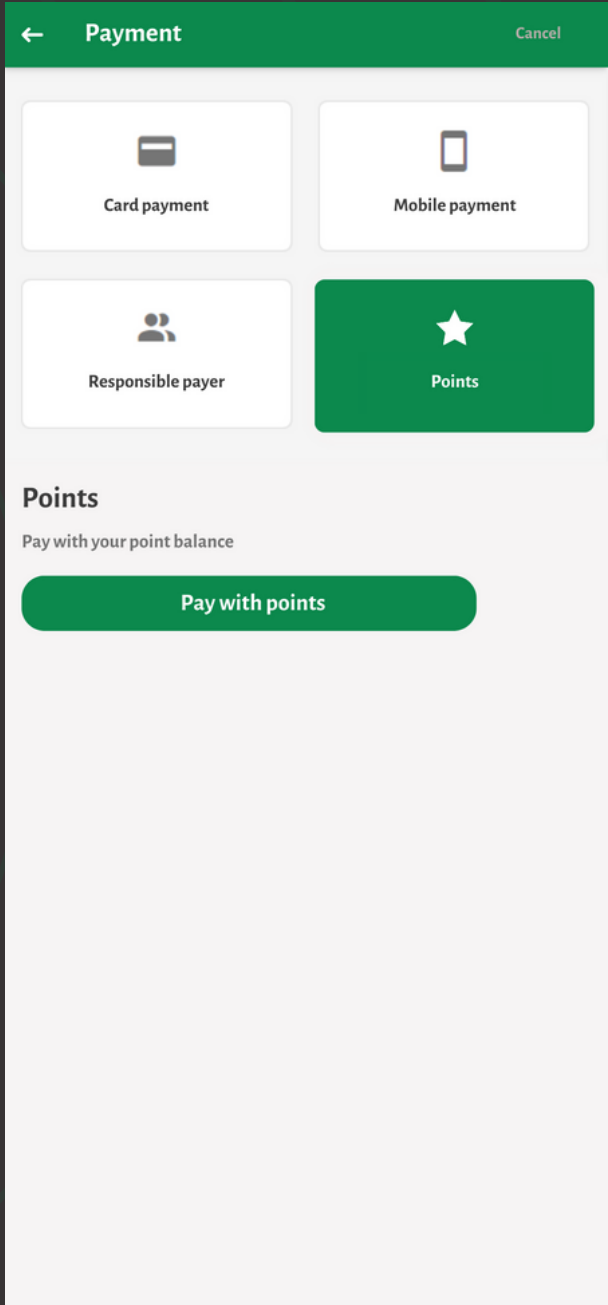 Payment
Cancel
Card payment
Mobile payment
Responsible payer
Points
Points
Pay with your point balance
Pay with points